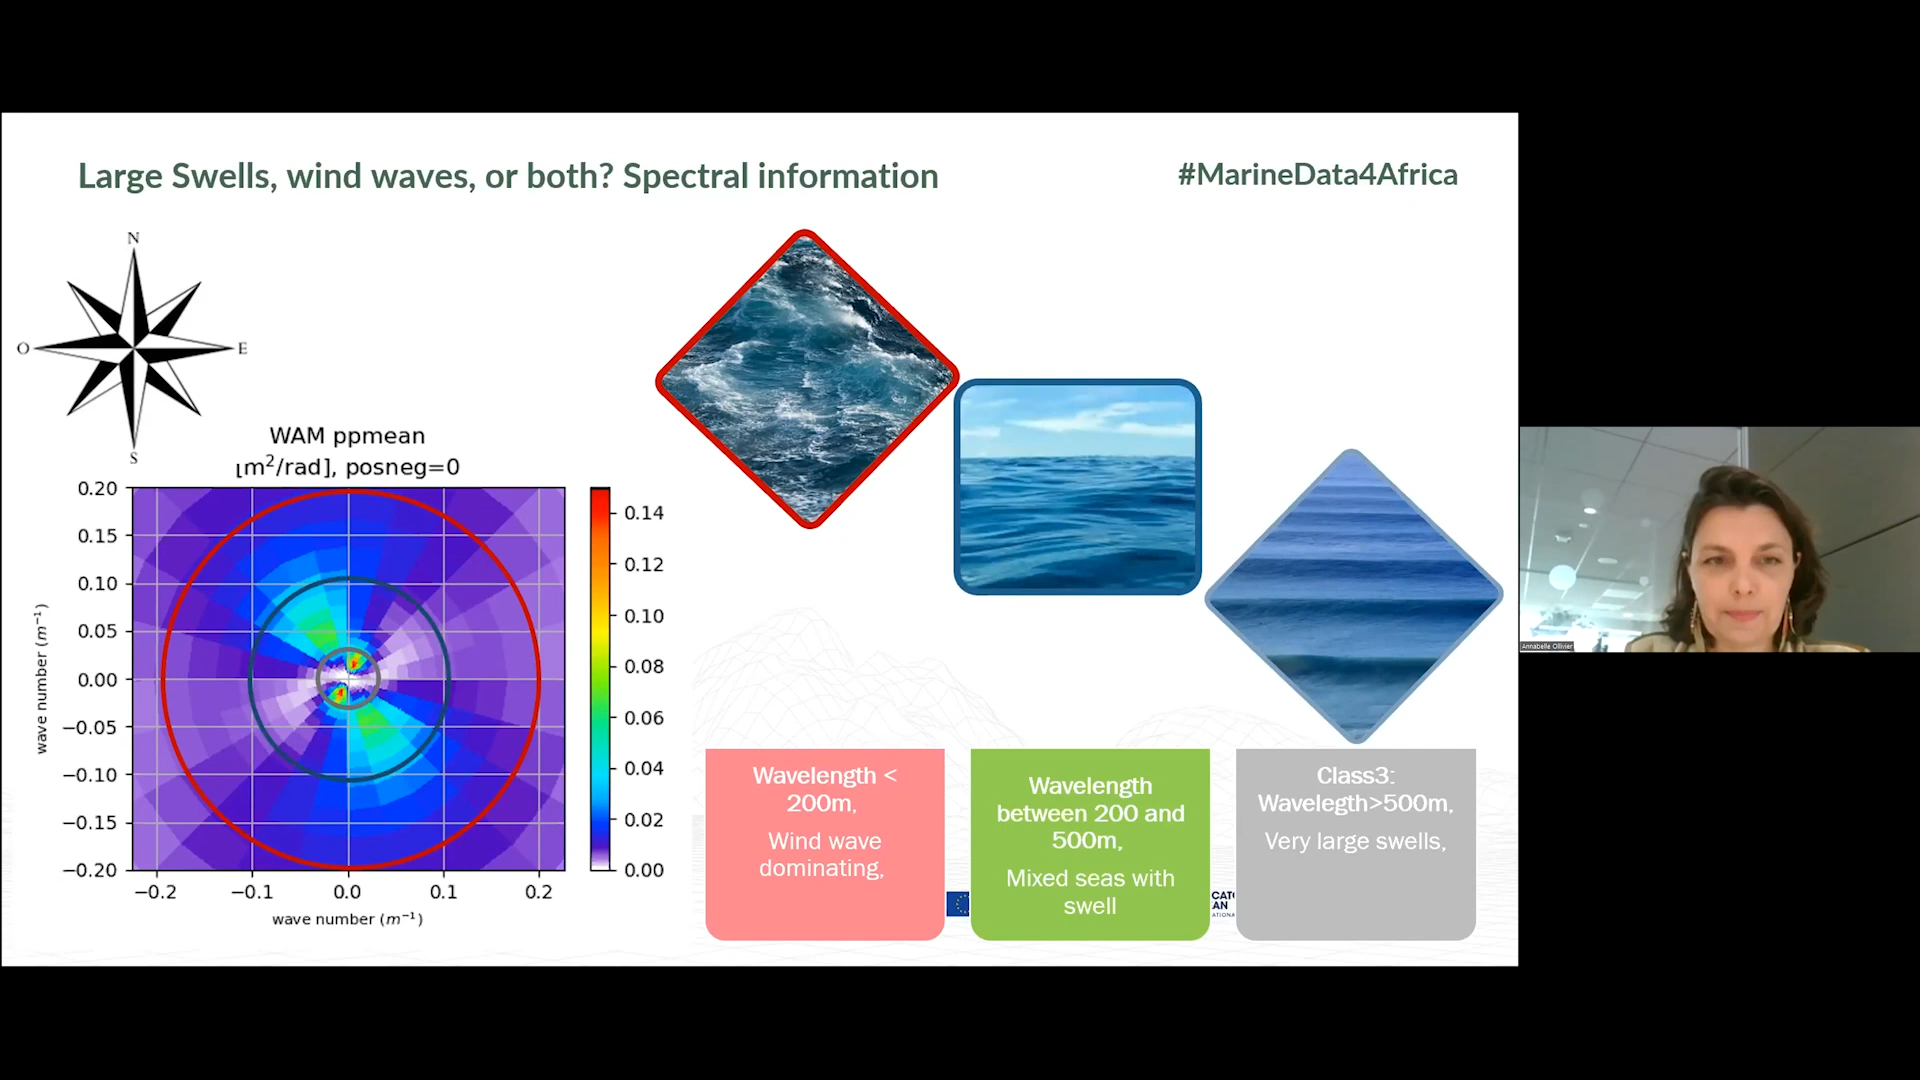 Large Swells, wind waves, or both? Spectral information
#MarineData4Africa
N
O
E
S
WAM ppmean
[m²/rad], posneg=0
0.20
0.15
0.10
0.05
0.00
−0.05
−0.10
−0.15
−0.20
wave number (m⁻¹)
−0.2
−0.1
0.0
0.1
0.2
wave number (m⁻¹)
0.14
0.12
0.10
0.08
0.06
0.04
0.02
0.00
Wavelength <
200m,
Wind wave
dominating,
Wavelength
between 200 and
500m,
Mixed seas with
swell
CAT
AN
ATIONA
Class3:
Wavelegth>500m,
Very large swells,
Annabelle Ollivier